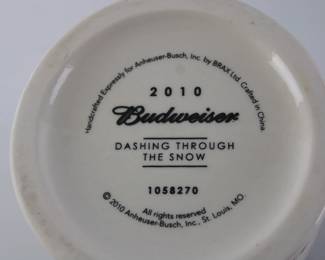 Handcrafted Expressly for Anheuser-Busch, Inc. by BRAX Ltd. Crafted in China.
2010
Budweiser
DASHING THROUGH
THE SNOW
1058270
All rights reserved
© 2010 Anheuser-Busch, Inc., St. Louis, MO.